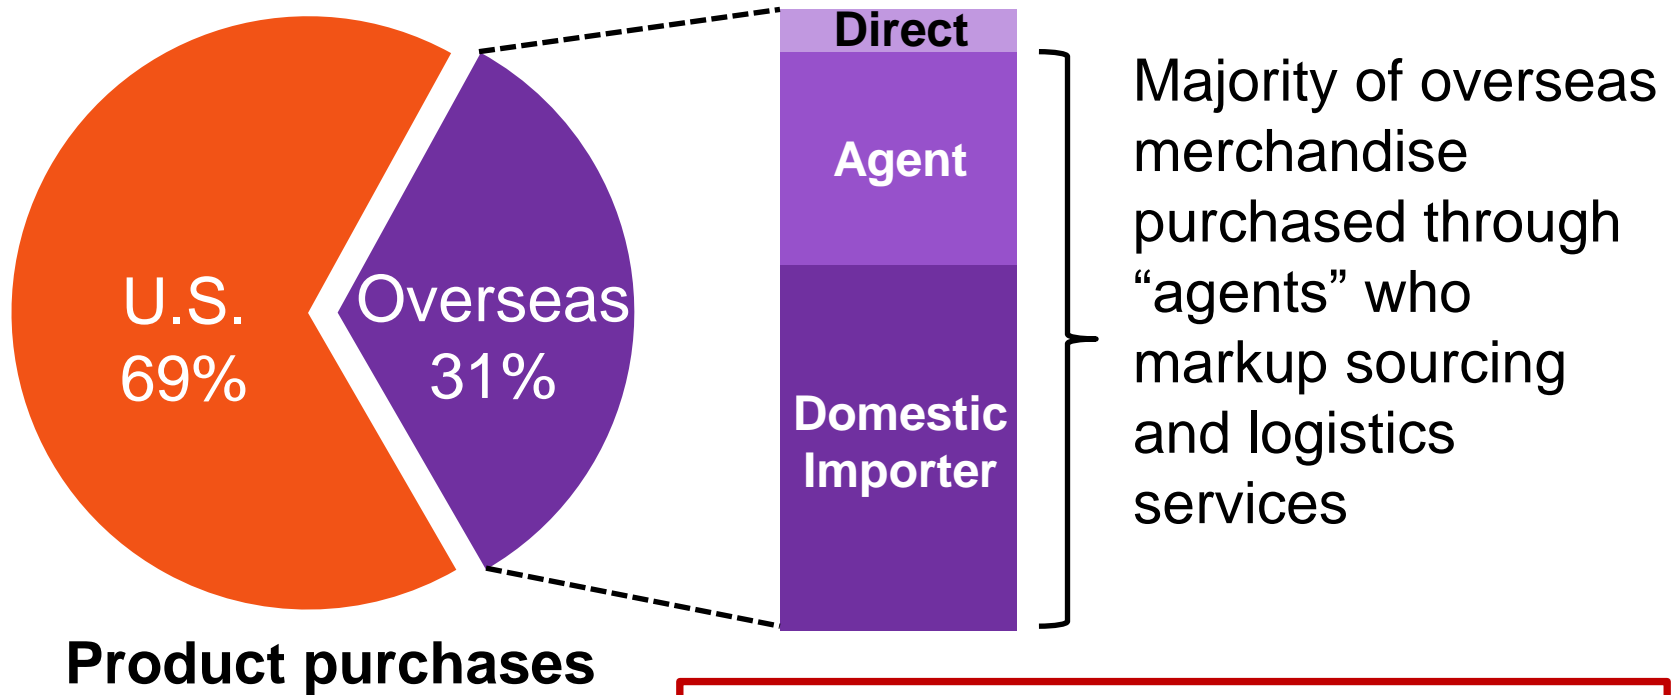 U.S.
69%
Overseas
31%
Product purchases
Direct
Agent
Domestic
Importer
Majority of overseas
merchandise
purchased through
“agents” who
markup sourcing
and logistics
services